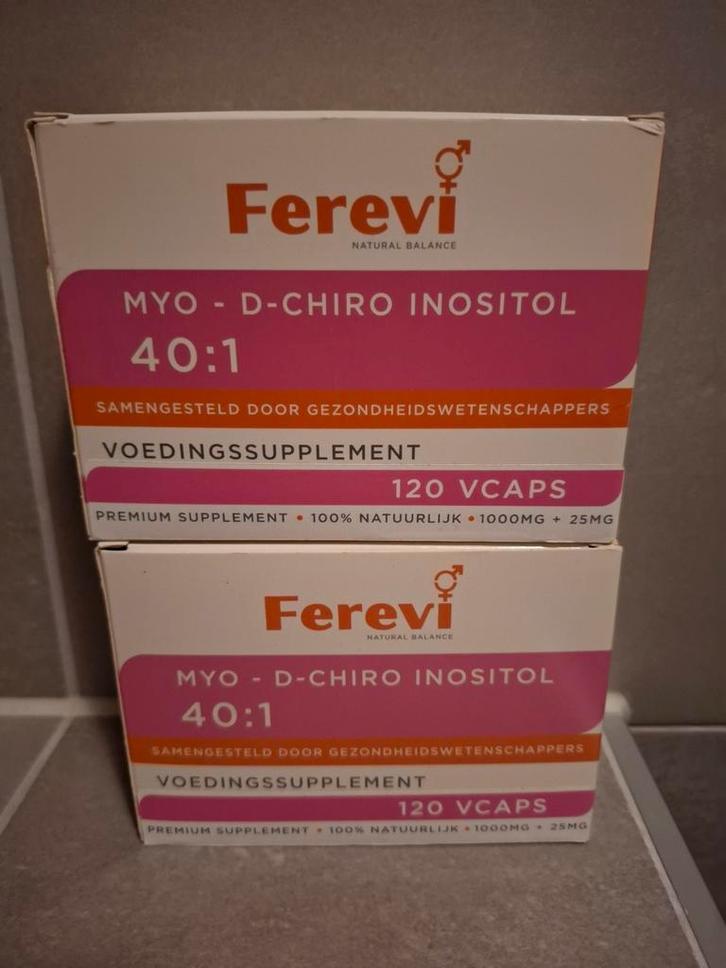 Ferevi
NATURAL BALANCE
MYO - D-CHIRO INOSITOL
40:1
SAMENGESTELD DOOR GEZONDHEIDSWETENSCHAPPERS
VOEDINGSSUPPLEMENT
120 VCAPS
PREMIUM SUPPLEMENT • 100% NATUURLIJK • 1000MG + 25MG
Ferevi
NATURAL BALANCE
MYO - D-CHIRO INOSITOL
40:1
SAMENGESTELD DOOR GEZONDHEIDSWETENSCHAPPERS
VOEDINGSSUPPLEMENT
120 VCAPS
PREMIUM SUPPLEMENT • 100% NATUURLIJK • 1000MG + 25MG